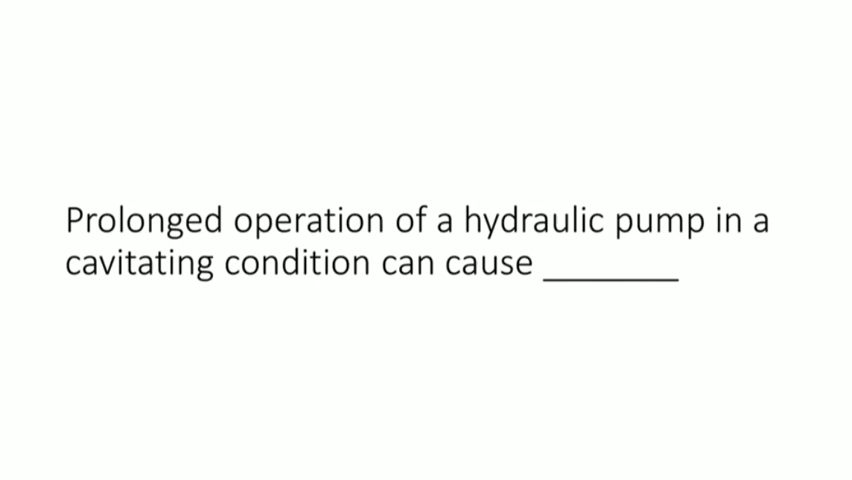 Prolonged operation of a hydraulic pump in a
cavitating condition can cause ________